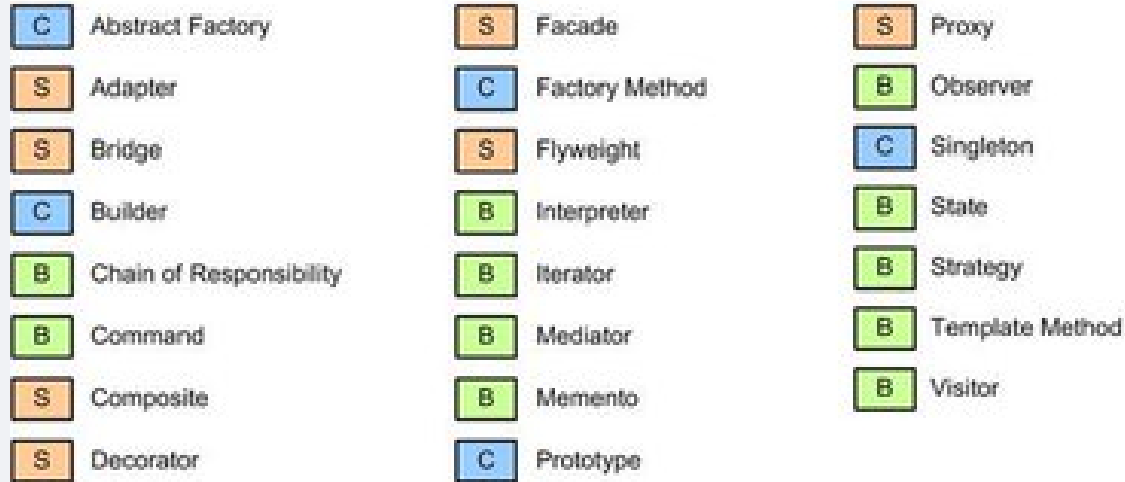 C Abstract Factory
S Adapter
S Bridge
C Builder
B Chain of Responsibility
B Command
S Composite
S Decorator
S Facade
C Factory Method
S Flyweight
B Interpreter
B Iterator
B Mediator
B Memento
C Prototype
S Proxy
B Observer
C Singleton
B State
B Strategy
B Template Method
B Visitor